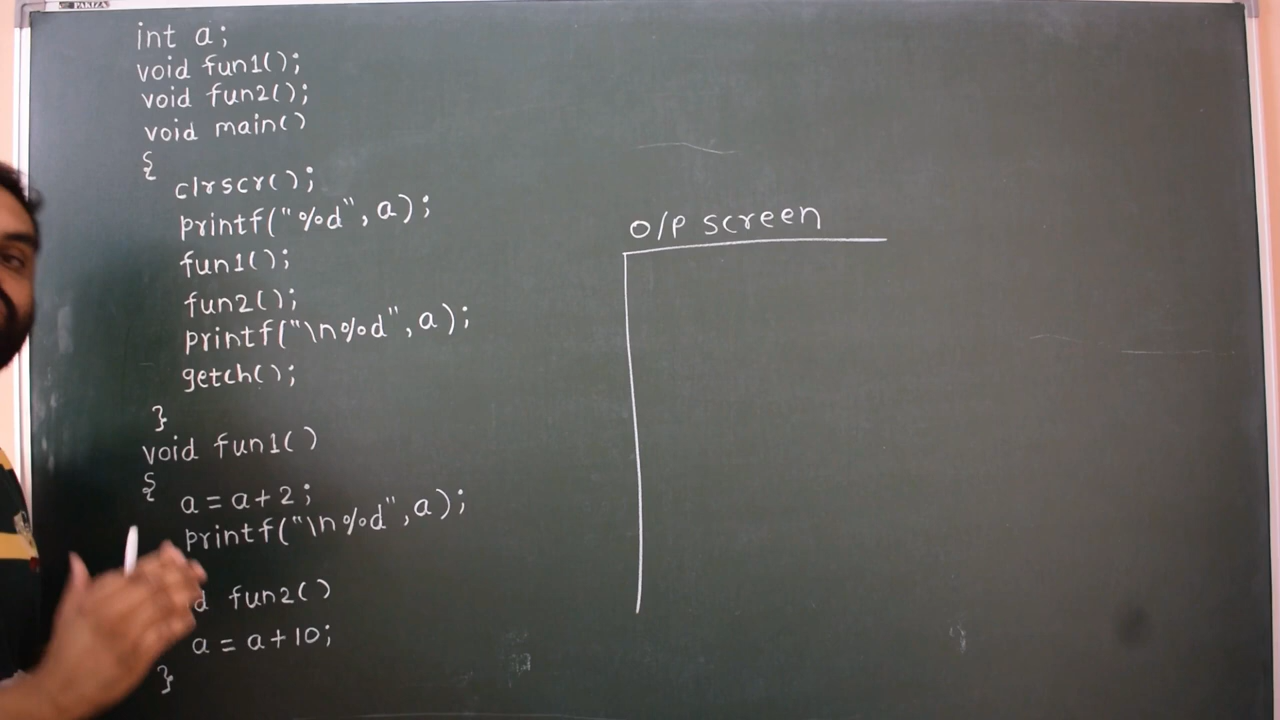 PAKIZA
int a;
void fun1();
void fun2();
void main()
{
clrscr();
printf("%d",a);
fun1();
fun2();
printf("\n%d",a);
getch();
}
void fun1()
{
a=a+2;
printf("\n%d",a);
fun2()
a=a+10;
}
O/P screen